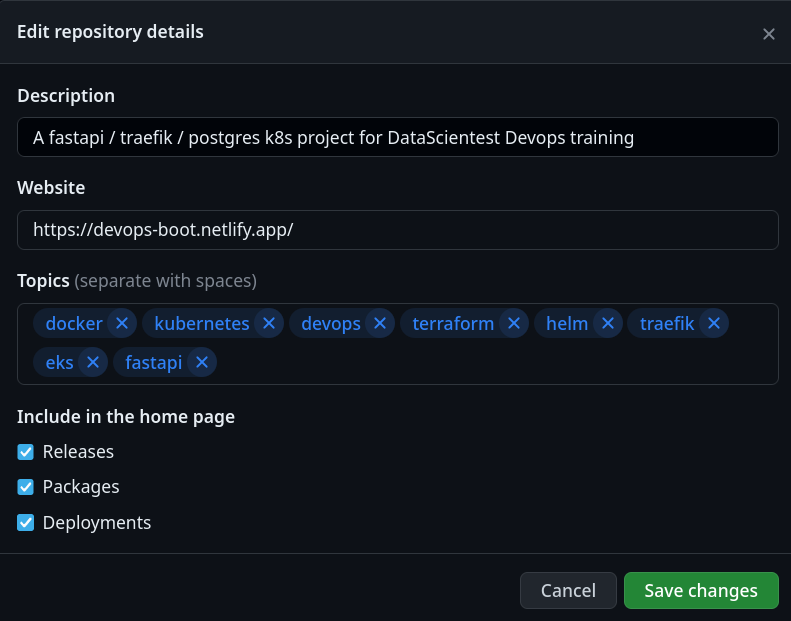 Edit repository details
Description
A fastapi / traefik / postgres k8s project for DataScientest Devops training
Website
https://devops-boot.netlify.app/
Topics (separate with spaces)
docker kubernetes devops terraform helm traefik
eks fastapi
Include in the home page
Releases
Packages
Deployments
Cancel Save changes